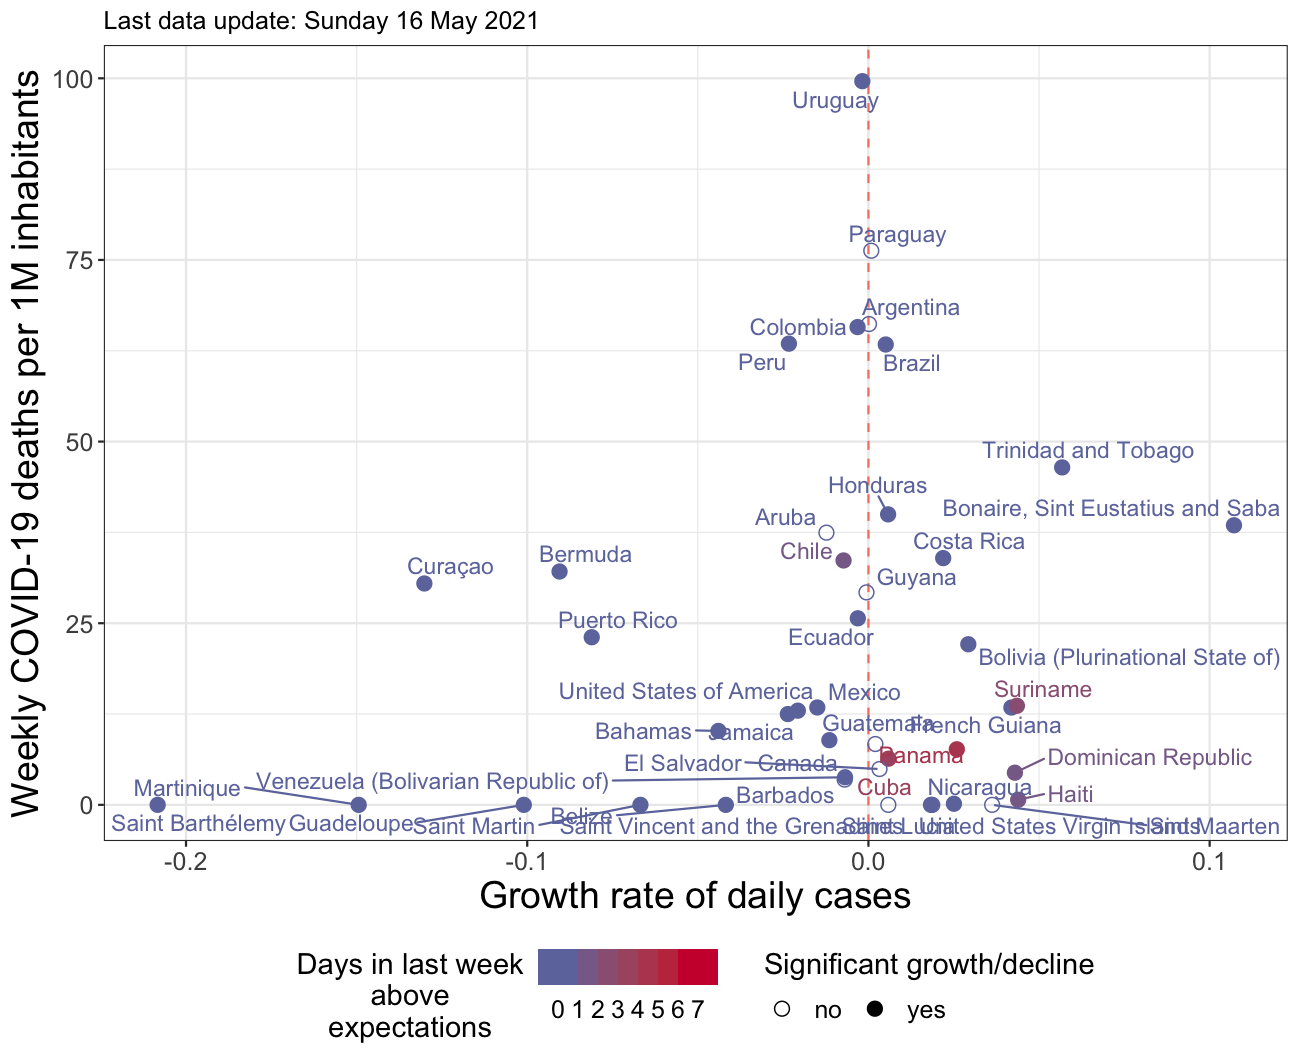 Last data update: Sunday 16 May 2021
Weekly COVID-19 deaths per 1M inhabitants
100
75
50
25
0
Uruguay
Paraguay
Argentina
Colombia
Peru
Brazil
Trinidad and Tobago
Honduras
Bonaire, Sint Eustatius and Saba
Aruba
Costa Rica
Chile
Bermuda
Curaçao
Guyana
Puerto Rico
Ecuador
Bolivia (Plurinational State of)
Suriname
United States of America
Mexico
Guatemala
French Guiana
Bahamas
Jamaica
Panama
Dominican Republic
El Salvador
Canada
Venezuela (Bolivarian Republic of)
Martinique
Cuba
Nicaragua
Haiti
Barbados
Belize
Saint Barthélemy
Guadeloupe
Saint Martin
Saint Vincent and the Grenadines
Saint Lucia
United States Virgin Islands
Sint Maarten
-0.2
-0.1
0.0
0.1
Growth rate of daily cases
Days in last week
above
expectations
0 1 2 3 4 5 6 7
Significant growth/decline
no
yes